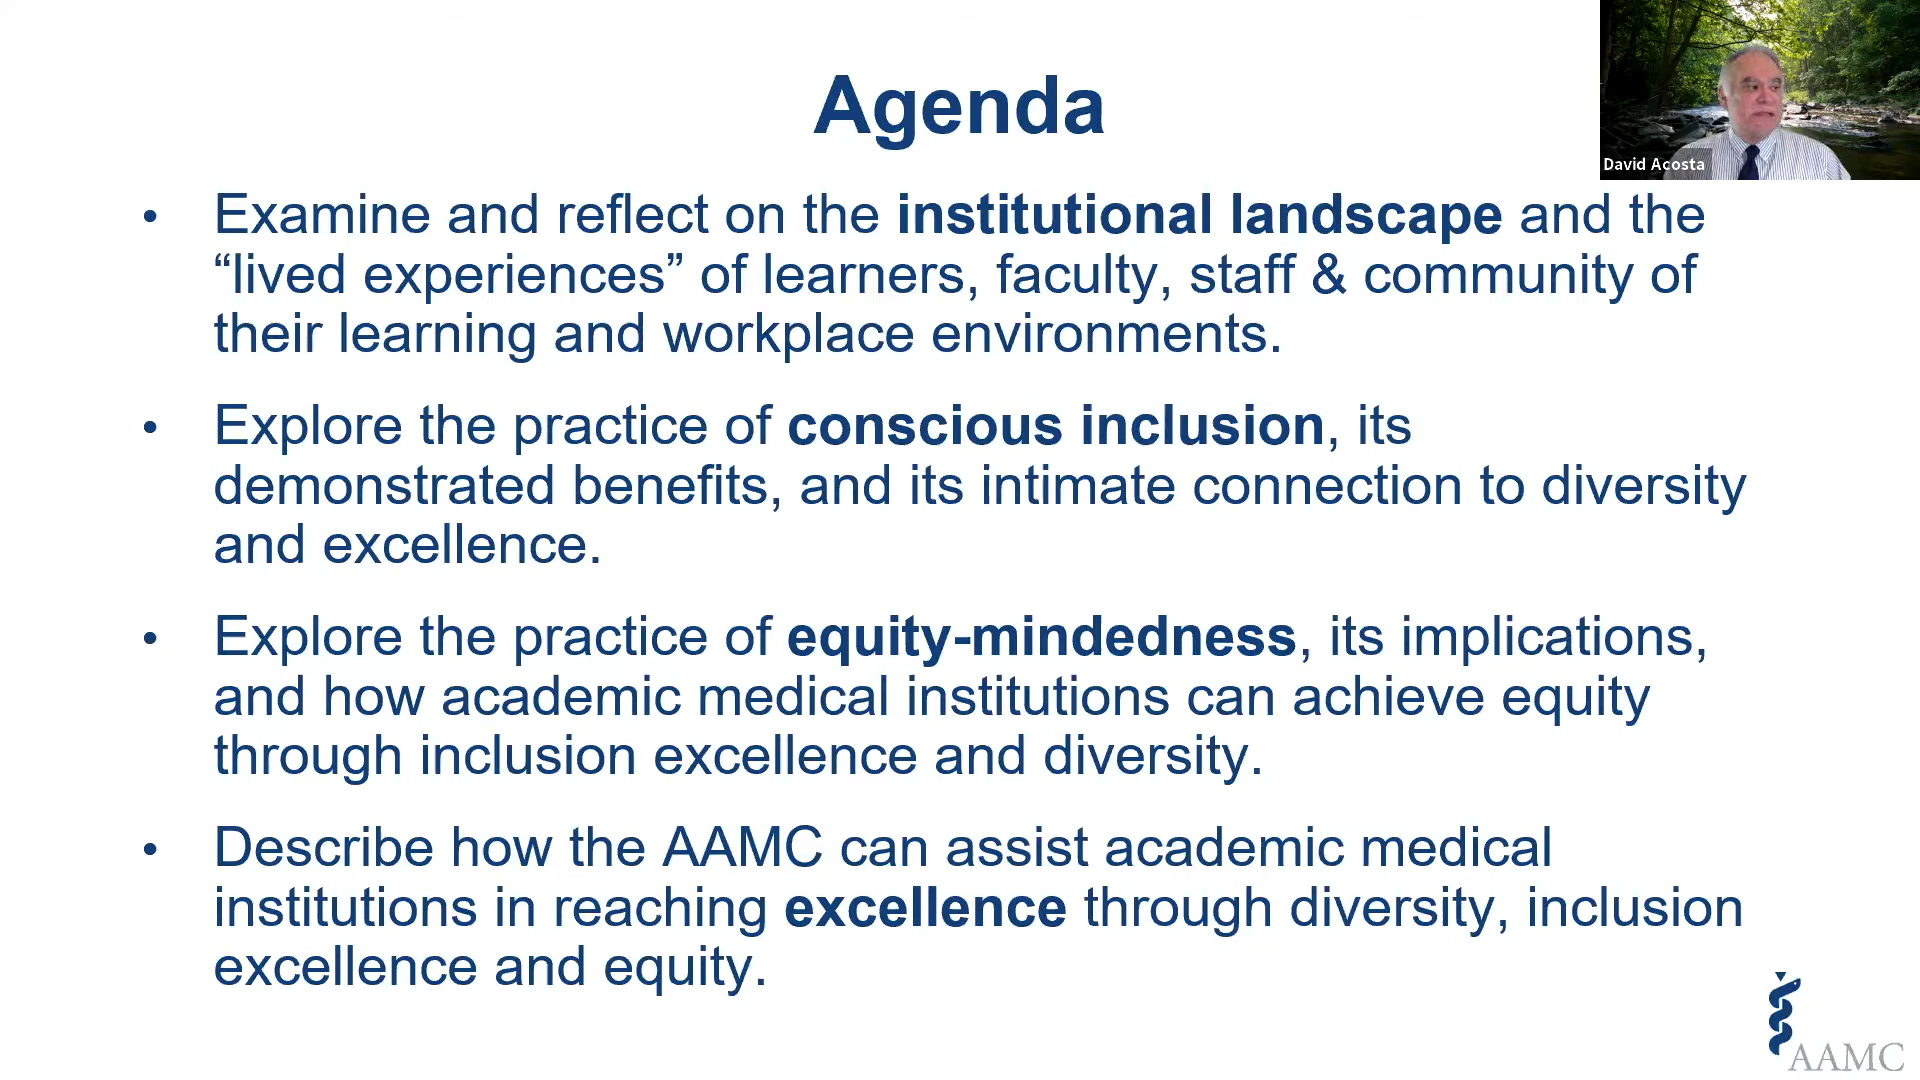 Agenda
David Acosta
• Examine and reflect on the institutional landscape and the
“lived experiences” of learners, faculty, staff & community of
their learning and workplace environments.
• Explore the practice of conscious inclusion, its
demonstrated benefits, and its intimate connection to diversity
and excellence.
• Explore the practice of equity-mindedness, its implications,
and how academic medical institutions can achieve equity
through inclusion excellence and diversity.
• Describe how the AAMC can assist academic medical
institutions in reaching excellence through diversity, inclusion
excellence and equity.
AAMC